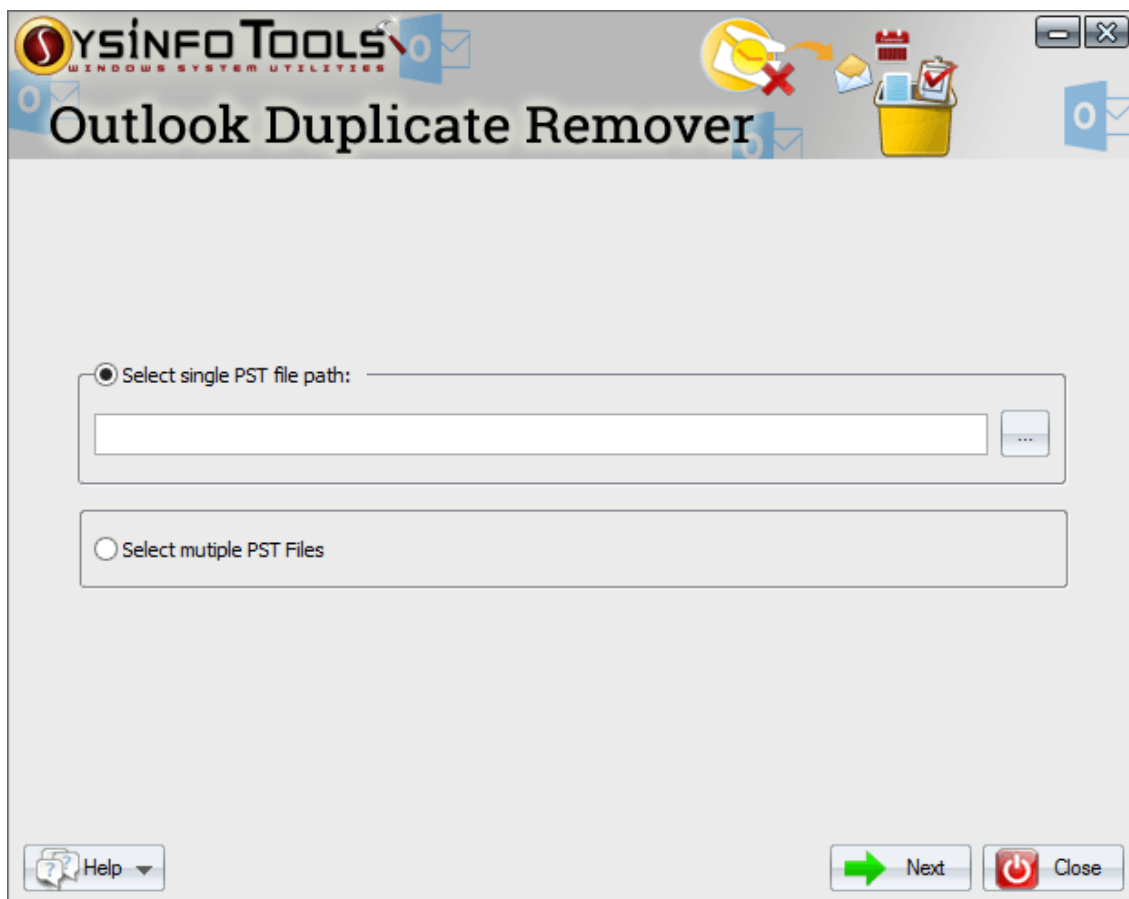 SYSINFO TOOLS
WINDOWS SYSTEM UTILITIES
Outlook Duplicate Remover
Select single PST file path:
...
Select mutiple PST Files
Help
Next
Close